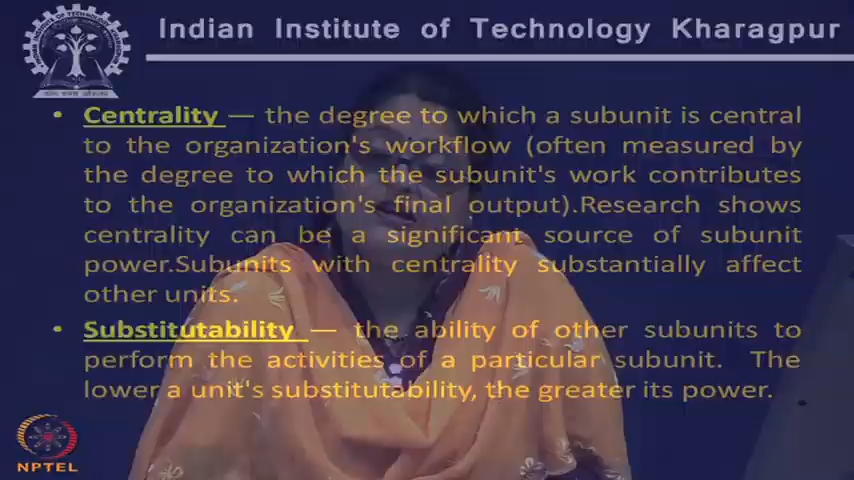 Indian Institute of Technology Kharagpur
• Centrality — the degree to which a subunit is central
to the organization's workflow (often measured by
the degree to which the subunit's work contributes
to the organization's final output).Research shows
centrality can be a significant source of subunit
power.Subunits with centrality substantially affect
other units.
• Substitutability — the ability of other subunits to
perform the activities of a particular subunit. The
lower a unit's substitutability, the greater its power.
NPTEL